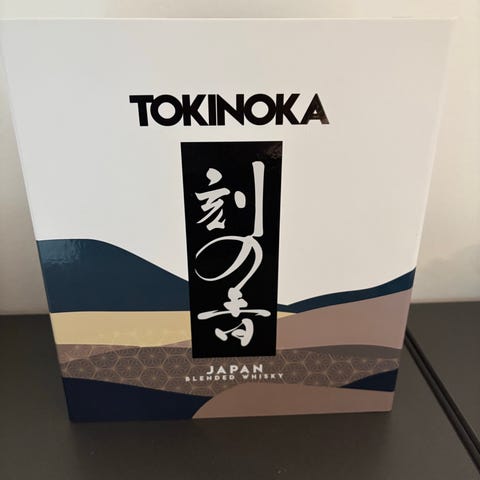 TOKINOKA
刻の香
JAPAN
BLENDED WHISKY